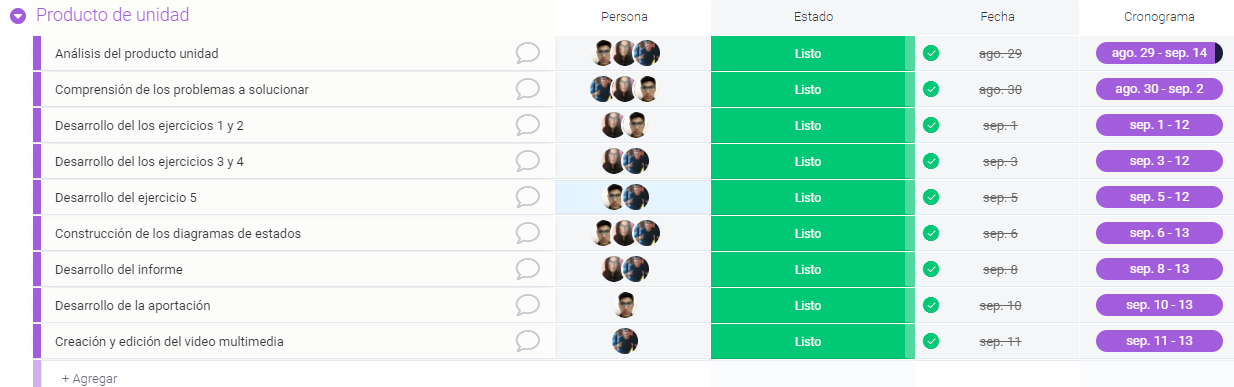 Producto de unidad Persona Estado Fecha Cronograma
Análisis del producto unidad Listo ago. 29 ago. 29 - sep. 14
Comprensión de los problemas a solucionar Listo ago. 30 ago. 30 - sep. 2
Desarrollo del los ejercicios 1 y 2 Listo sep. 1 sep. 1 - 12
Desarrollo del los ejercicios 3 y 4 Listo sep. 3 sep. 3 - 12
Desarrollo del ejercicio 5 Listo sep. 5 sep. 5 - 12
Construcción de los diagramas de estados Listo sep. 6 sep. 6 - 13
Desarrollo del informe Listo sep. 8 sep. 8 - 13
Desarrollo de la aportación Listo sep. 10 sep. 10 - 13
Creación y edición del video multimedia Listo sep. 11 sep. 11 - 13
+ Agregar